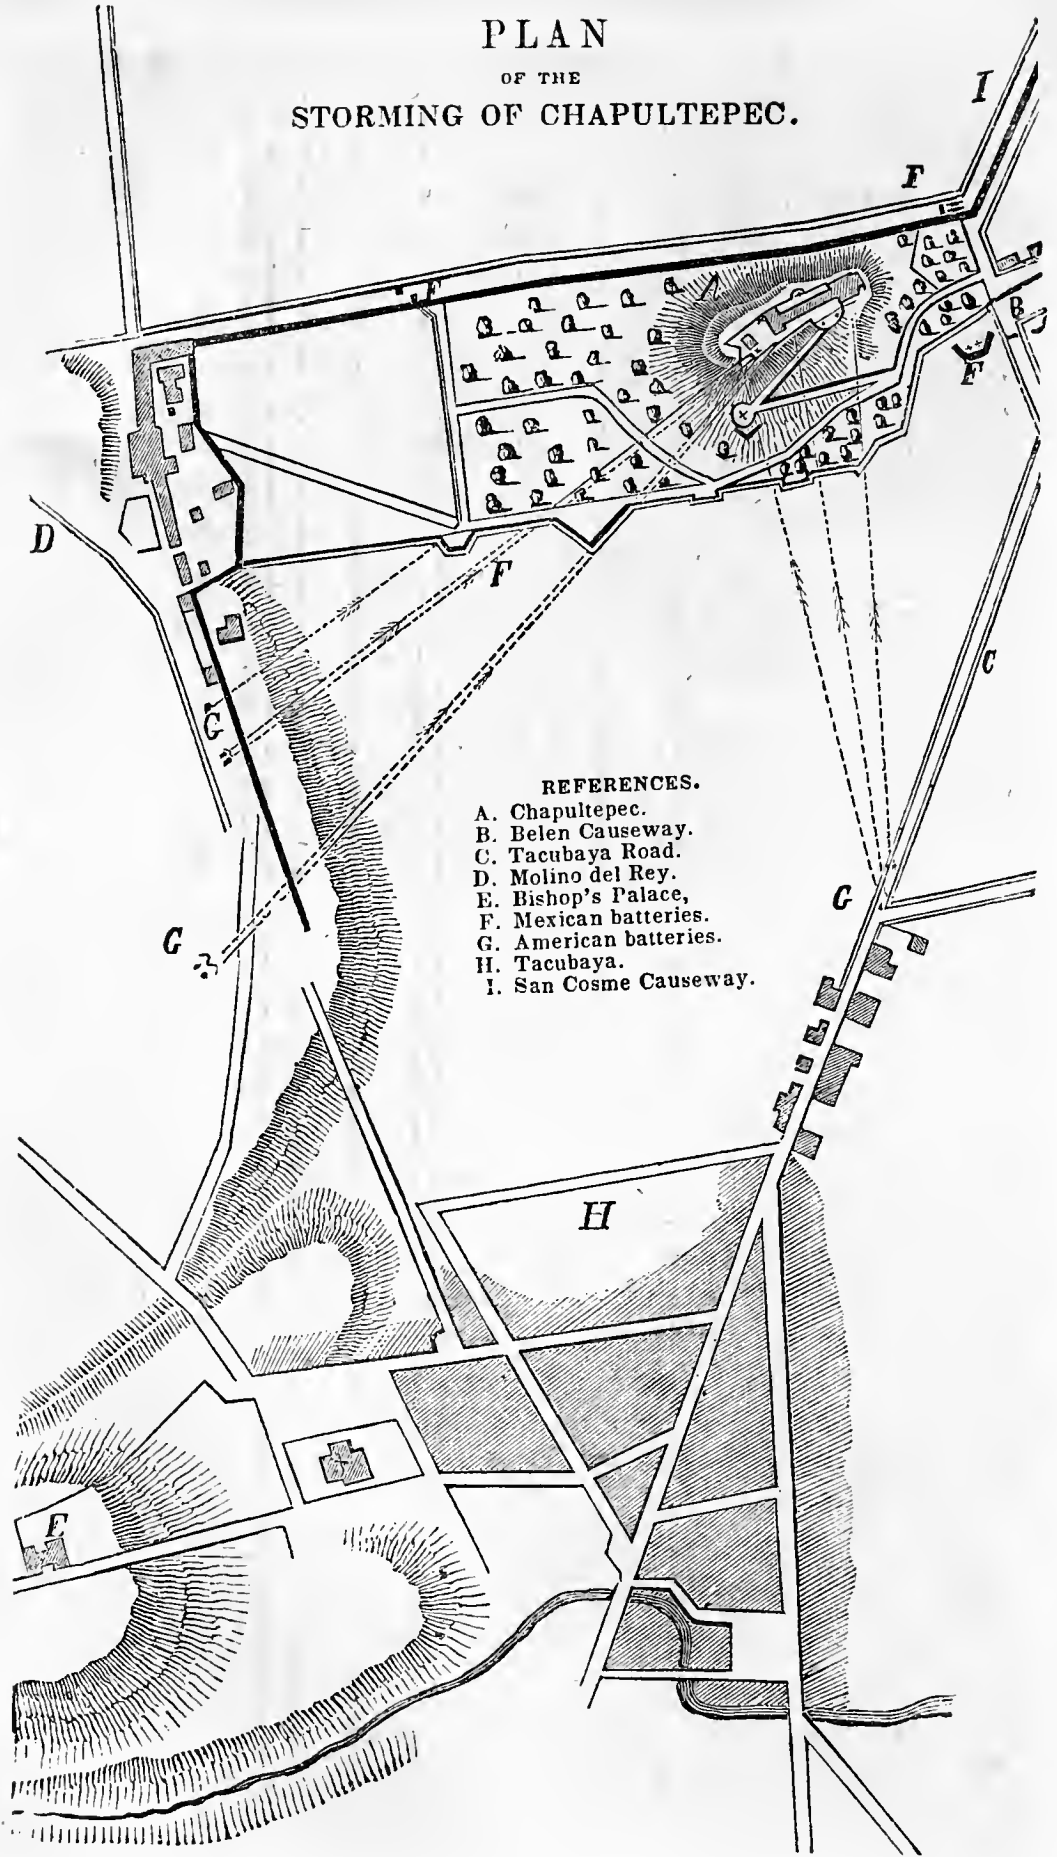 PLAN
OF THE
STORMING OF CHAPULTEPEC.
I
F
F
B
F
D
F
C
G
REFERENCES.
A. Chapultepec.
B. Belen Causeway.
C. Tacubaya Road.
D. Molino del Rey.
E. Bishop's Palace,
F. Mexican batteries.
G. American batteries.
H. Tacubaya.
I. San Cosme Causeway.
G
G
H
E